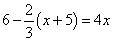 6 − 2/3 (x + 5) = 4x